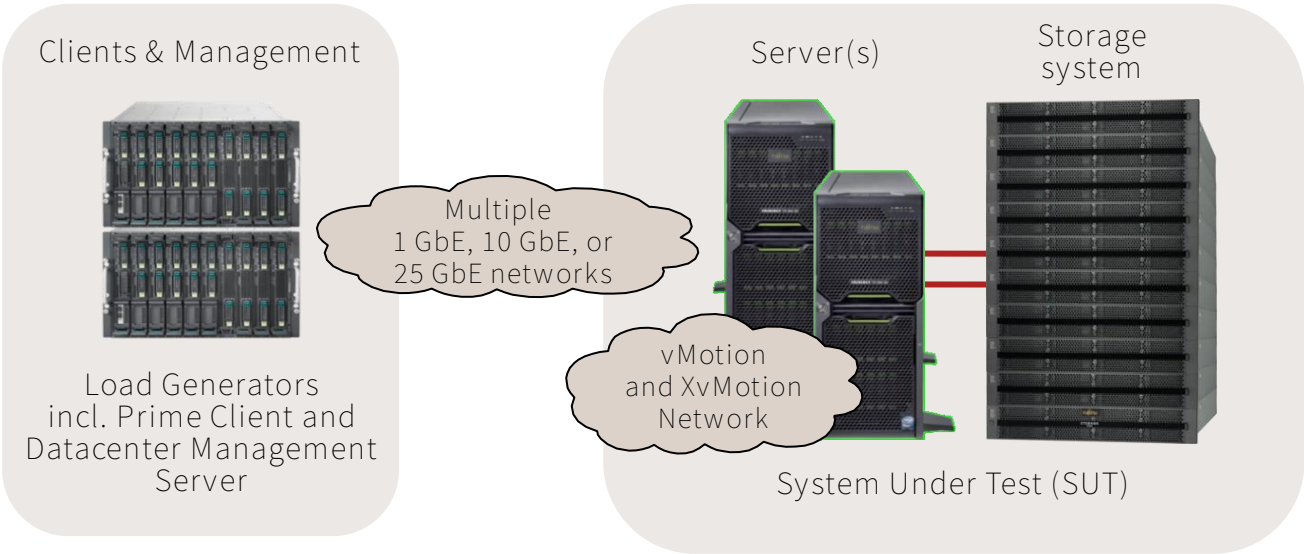 Clients & Management
Load Generators
incl. Prime Client and
Datacenter Management
Server
Multiple
1 GbE, 10 GbE, or
25 GbE networks
Server(s)
Storage
system
vMotion
and XvMotion
Network
System Under Test (SUT)